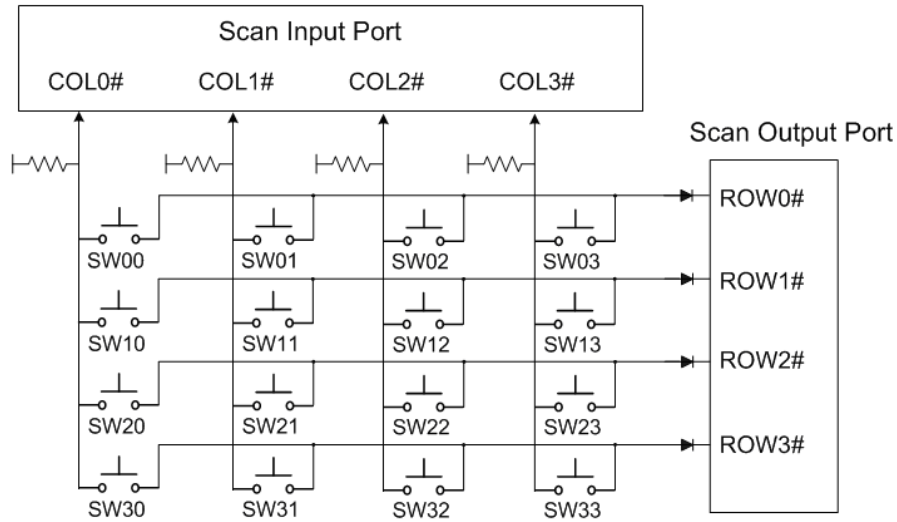 Scan Input Port
COL0# COL1# COL2# COL3#
Scan Output Port
ROW0#
SW00 SW01 SW02 SW03
ROW1#
SW10 SW11 SW12 SW13
ROW2#
SW20 SW21 SW22 SW23
ROW3#
SW30 SW31 SW32 SW33